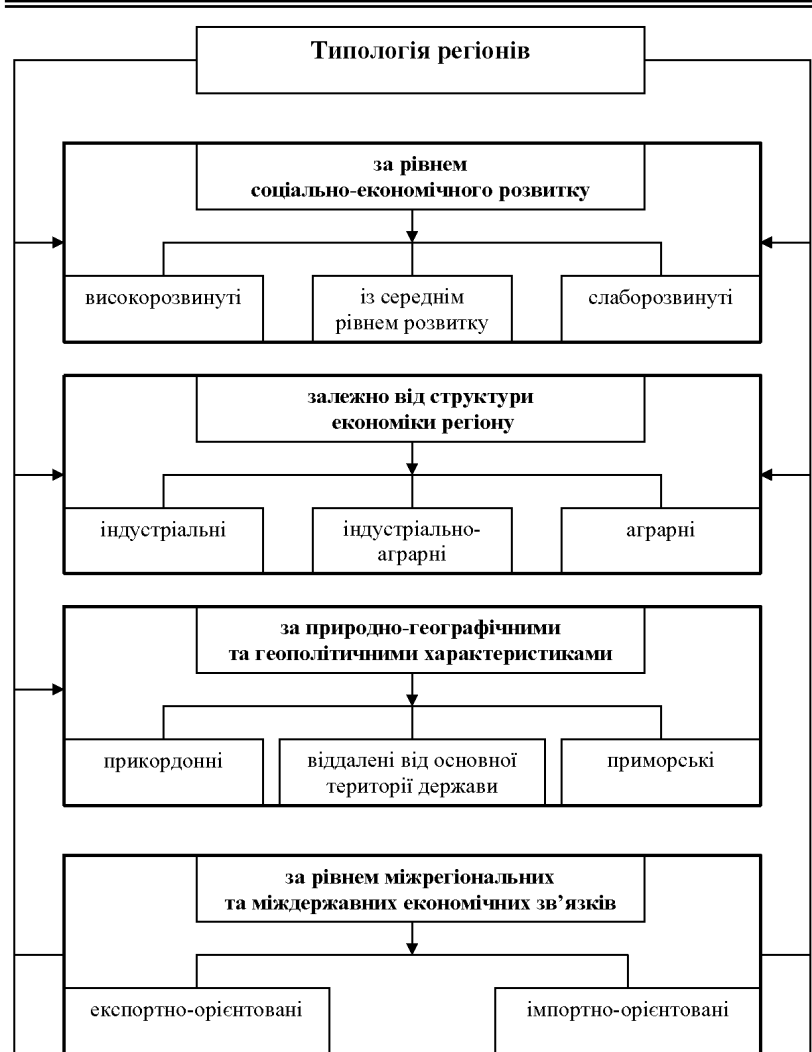 Типологія регіонів
за рівнем
соціально-економічного розвитку
високорозвинуті
із середнім
рівнем розвитку
слаборозвинуті
залежно від структури
економіки регіону
індустріальні
індустріально-
аграрні
аграрні
за природно-географічними
та геополітичними характеристиками
прикордонні
віддалені від основної
території держави
приморські
за рівнем міжрегіональних
та міждержавних економічних зв’язків
експортно-орієнтовані
імпортно-орієнтовані